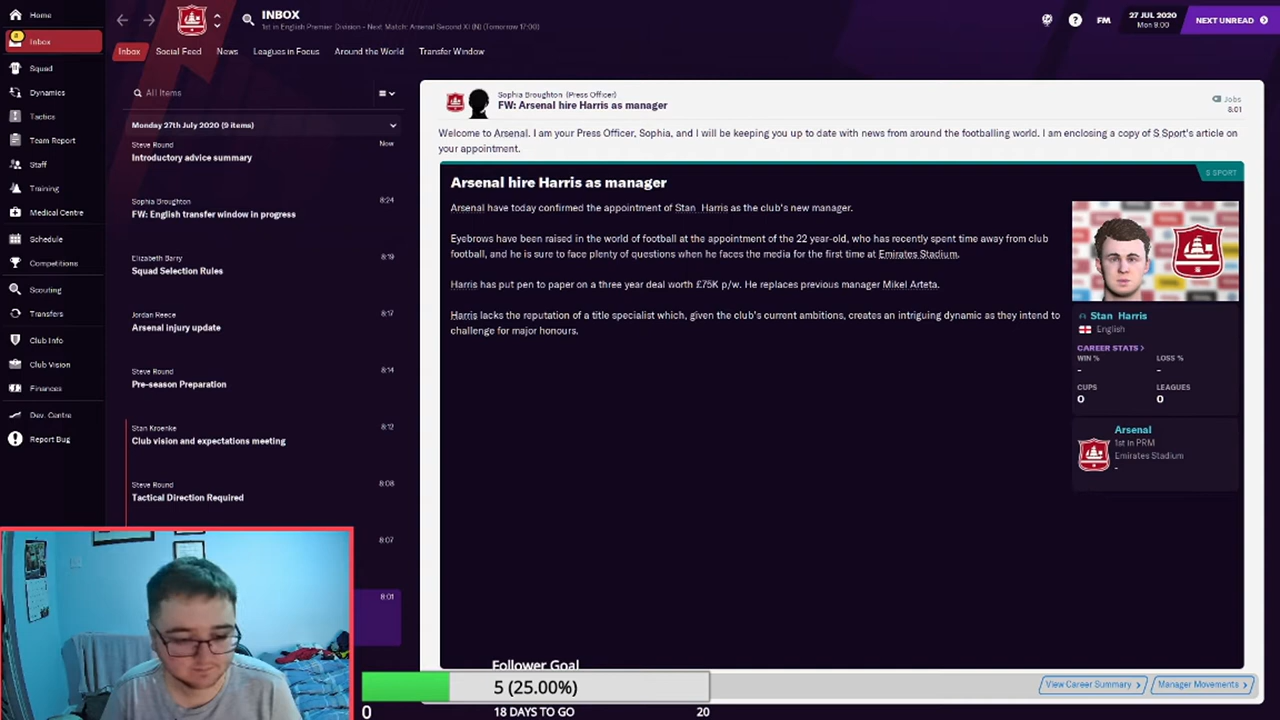 Home
Inbox
Squad
Dynamics
Tactics
Team Report
Staff
Training
Medical Centre
Schedule
Competitions
Scouting
Transfers
Club Info
Club Vision
Finances
Dev. Centre
Report Bug
INBOX
1st in English Premier Division - Next Match: Arsenal Second XI (N) (Tomorrow 17:00)
FM
27 JUL 2020
Mon 9:00
NEXT UNREAD
Inbox
Social Feed
News
Leagues in Focus
Around the World
Transfer Window
All Items
Monday 27th July 2020 (9 items)
Steve Round
Now
Introductory advice summary
Sophia Broughton
8:24
FW: English transfer window in progress
Elizabeth Barry
8:19
Squad Selection Rules
Jordan Reece
8:17
Arsenal injury update
Steve Round
8:14
Pre-season Preparation
Stan Kroenke
8:12
Club vision and expectations meeting
Steve Round
8:08
Tactical Direction Required
8:07
8:01
Sophia Broughton (Press Officer)
FW: Arsenal hire Harris as manager
Jobs
8:01
Welcome to Arsenal. I am your Press Officer, Sophia, and I will be keeping you up to date with news from around the footballing world. I am enclosing a copy of S Sport's article on
your appointment.
S SPORT
Arsenal hire Harris as manager
Arsenal have today confirmed the appointment of Stan Harris as the club's new manager.
Eyebrows have been raised in the world of football at the appointment of the 22 year-old, who has recently spent time away from club
football, and he is sure to face plenty of questions when he faces the media for the first time at Emirates Stadium.
Harris has put pen to paper on a three year deal worth £75K p/w. He replaces previous manager Mikel Arteta.
Harris lacks the reputation of a title specialist which, given the club's current ambitions, creates an intriguing dynamic as they intend to
challenge for major honours.
Stan Harris
English
CAREER STATS >
WIN %
LOSS %
-
-
CUPS
LEAGUES
0
0
Arsenal
1st in PRM
Emirates Stadium
-
View Career Summary >
Manager Movements >
Follower Goal
5 (25.00%)
0
18 DAYS TO GO
20